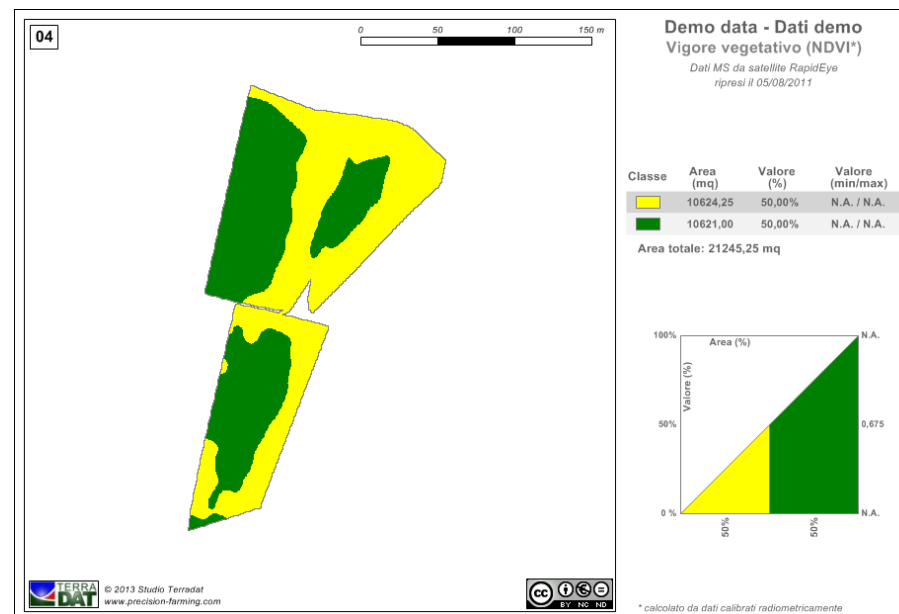 04
0 50 100 150 m
Demo data - Dati demo
Vigore vegetativo (NDVI*)
Dati MS da satellite RapidEye
ripresi il 05/08/2011
Classe Area (mq) Valore (%) Valore (min/max)
10624,25 50,00% N.A. / N.A.
10621,00 50,00% N.A. / N.A.
Area totale: 21245,25 mq
100% Area (%) N.A.
Valore (%)
50% 0,675
0 % N.A.
50% 50%
TERRA
DAT
© 2013 Studio Terradat
www.precision-farming.com
cc
BY NC ND
* calcolato da dati calibrati radiometricamente